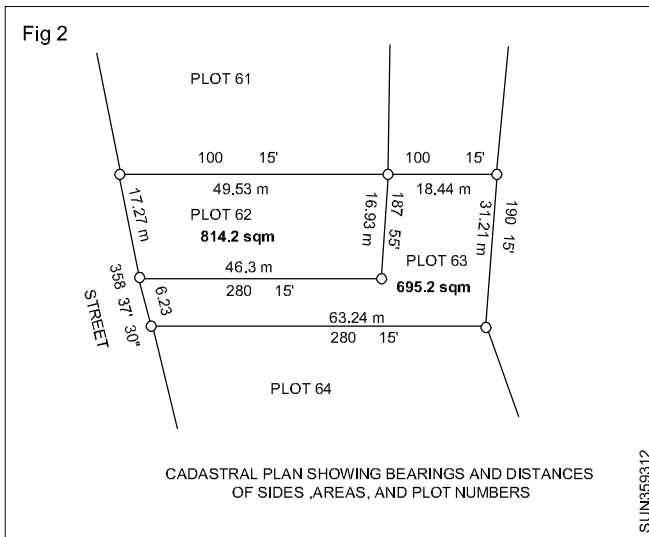 Fig 2
PLOT 61
100 15'
100 15'
49.53 m
18.44 m
17.27 m
PLOT 62
814.2 sqm
16.93 m
187 55'
31.21 m
190 15'
PLOT 63
695.2 sqm
46.3 m
280 15'
358 37' 30"
6.23
STREET
63.24 m
280 15'
PLOT 64
CADASTRAL PLAN SHOWING BEARINGS AND DISTANCES
OF SIDES ,AREAS, AND PLOT NUMBERS
SUN359312